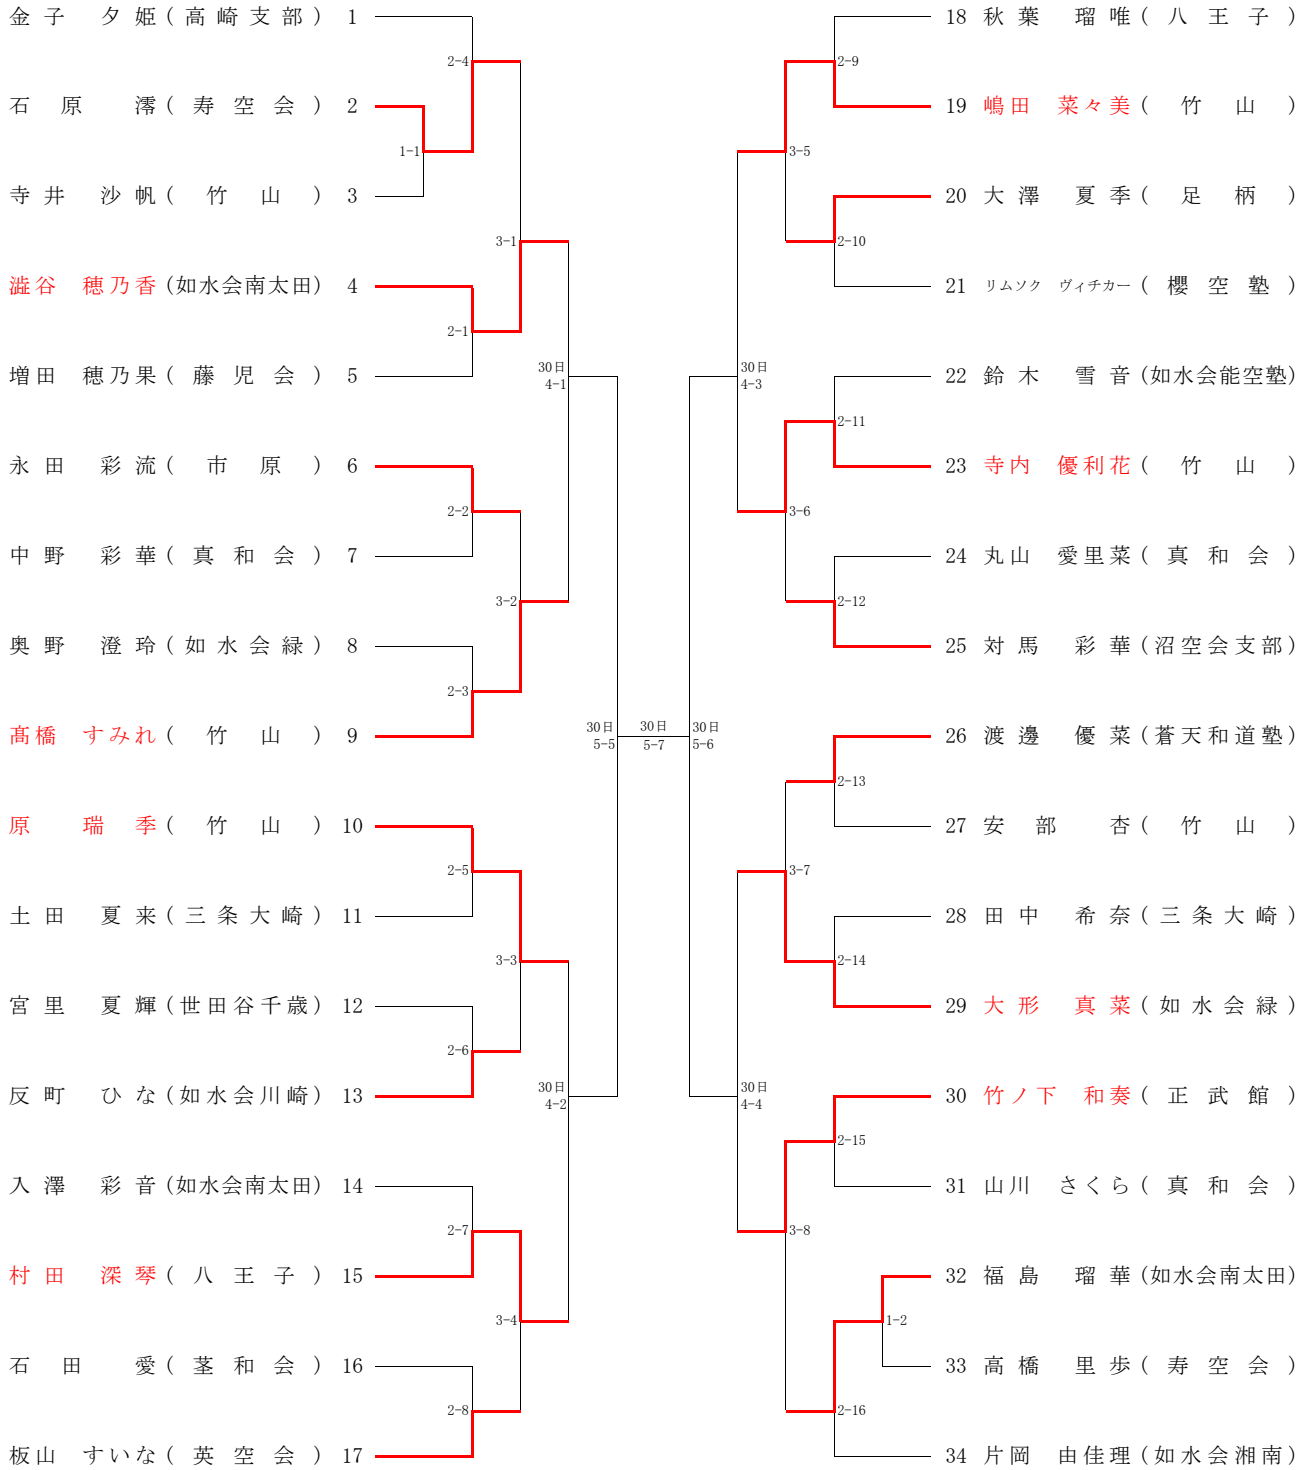 金子 夕姫(高崎支部) 1
2-4
石原 澪(寿空会) 2
1-1
寺井 沙帆(竹山) 3
3-1
澁谷 穂乃香(如水会南太田) 4
2-1
増田 穂乃果(藤児会) 5
30日
4-1
永田 彩流(市原) 6
2-2
中野 彩華(真和会) 7
3-2
奥野 澄玲(如水会緑) 8
2-3
髙橋 すみれ(竹山) 9
30日
5-5
原 瑞季(竹山) 10
2-5
土田 夏来(三条大崎) 11
3-3
宮里 夏輝(世田谷千歳) 12
2-6
反町 ひな(如水会川崎) 13
30日
4-2
入澤 彩音(如水会南太田) 14
2-7
村田 深琴(八王子) 15
3-4
石田 愛(茎和会) 16
2-8
板山 すいな(英空会) 17
30日
5-7
18 秋葉 瑠唯(八王子)
2-9
19 嶋田 菜々美(竹山)
3-5
20 大澤 夏季(足柄)
2-10
21 リムソク ヴィチカー(櫻空塾)
30日
4-3
22 鈴木 雪音(如水会能空塾)
2-11
23 寺内 優利花(竹山)
3-6
24 丸山 愛里菜(真和会)
2-12
25 対馬 彩華(沼空会支部)
30日
5-6
26 渡邊 優菜(蒼天和道塾)
2-13
27 安部 杏(竹山)
3-7
28 田中 希奈(三条大崎)
2-14
29 大形 真菜(如水会緑)
30日
4-4
30 竹ノ下 和奏(正武館)
2-15
31 山川 さくら(真和会)
3-8
32 福島 瑠華(如水会南太田)
1-2
33 高橋 里歩(寿空会)
2-16
34 片岡 由佳理(如水会湘南)